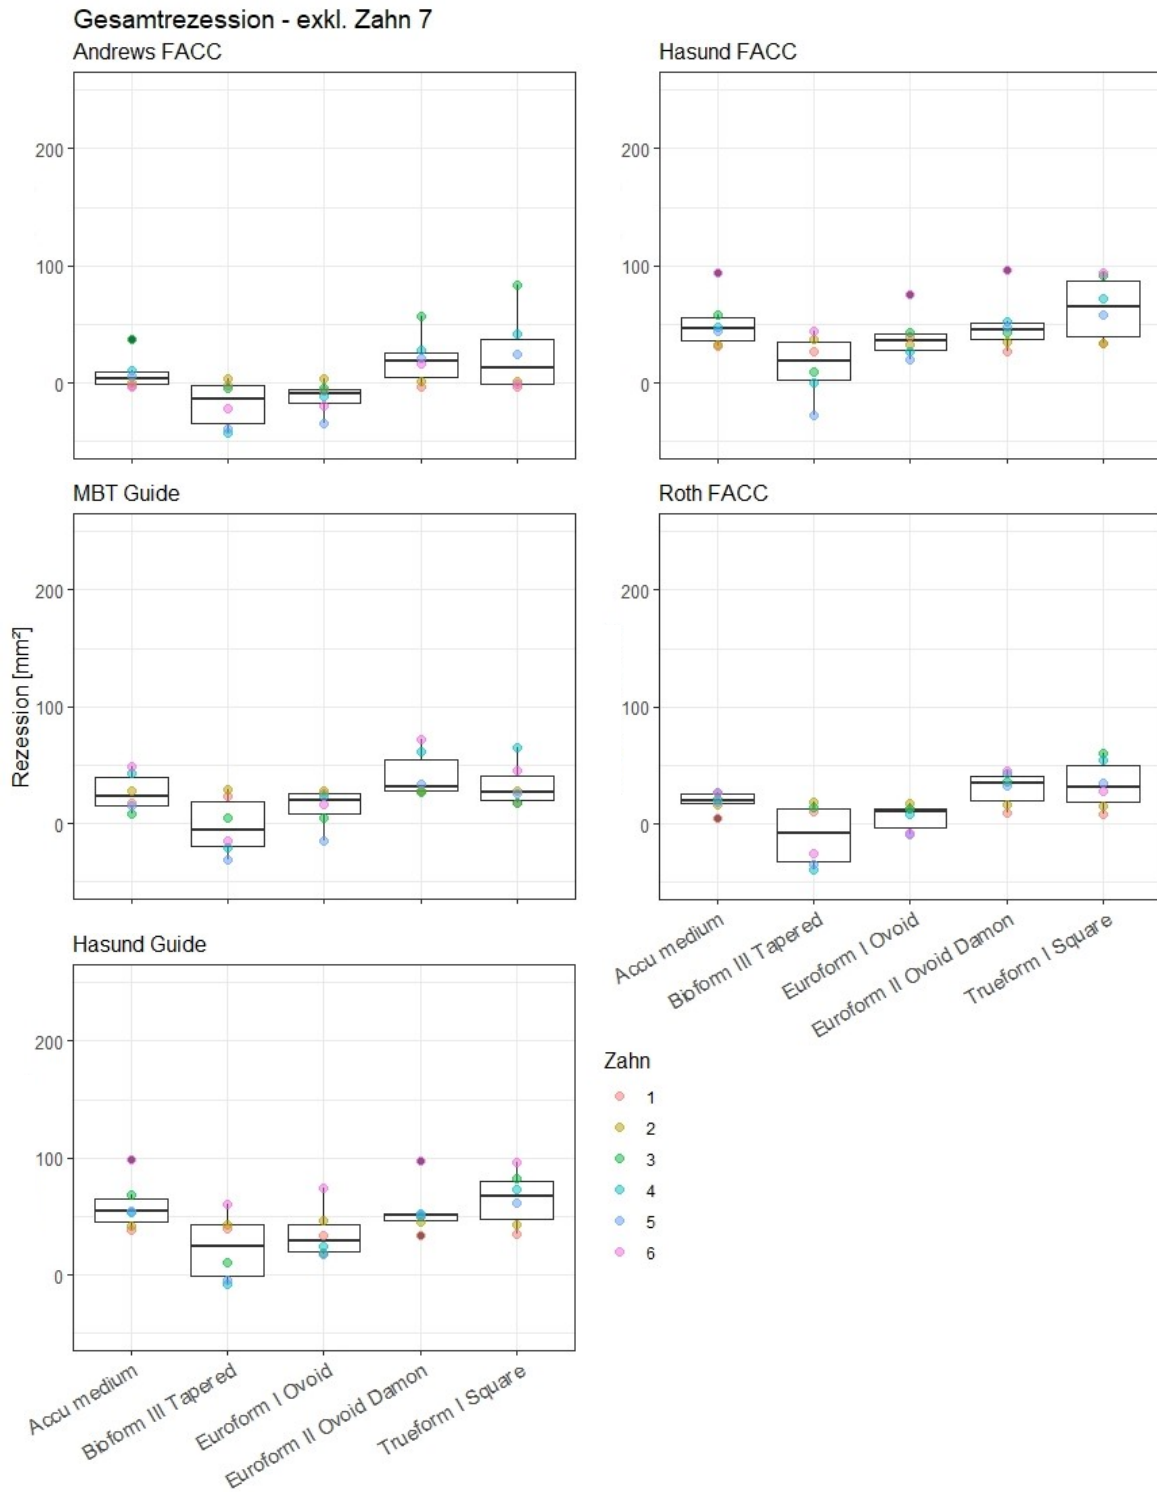 Gesamtrezession - exkl. Zahn 7
Andrews FACC
Hasund FACC
200
100
0
200
100
0
MBT Guide
Roth FACC
Rezession [mm²]
200
100
0
200
100
0
Accu medium
Bioform III Tapered
Euroform I Ovoid
Euroform II Ovoid Damon
Trueform I Square
Hasund Guide
200
100
0
Accu medium
Bioform III Tapered
Euroform I Ovoid
Euroform II Ovoid Damon
Trueform I Square
Zahn
1
2
3
4
5
6